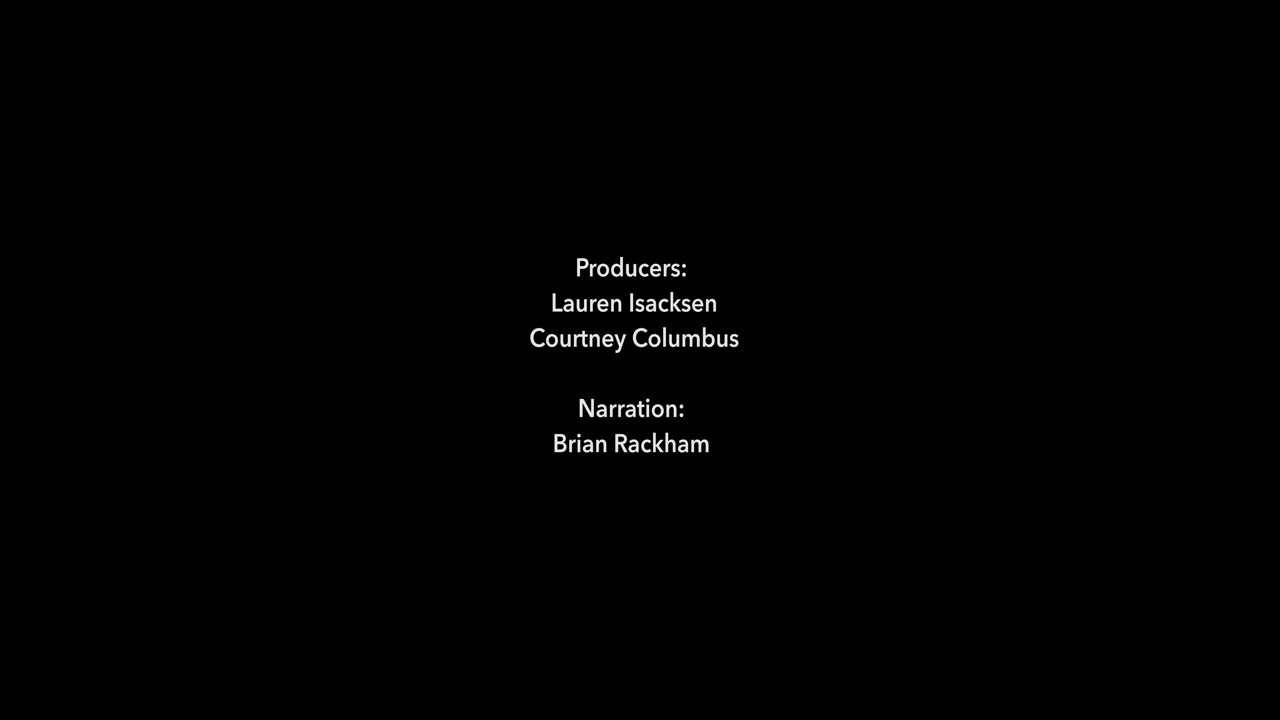 Producers:
Lauren Isacksen
Courtney Columbus
Narration:
Brian Rackham